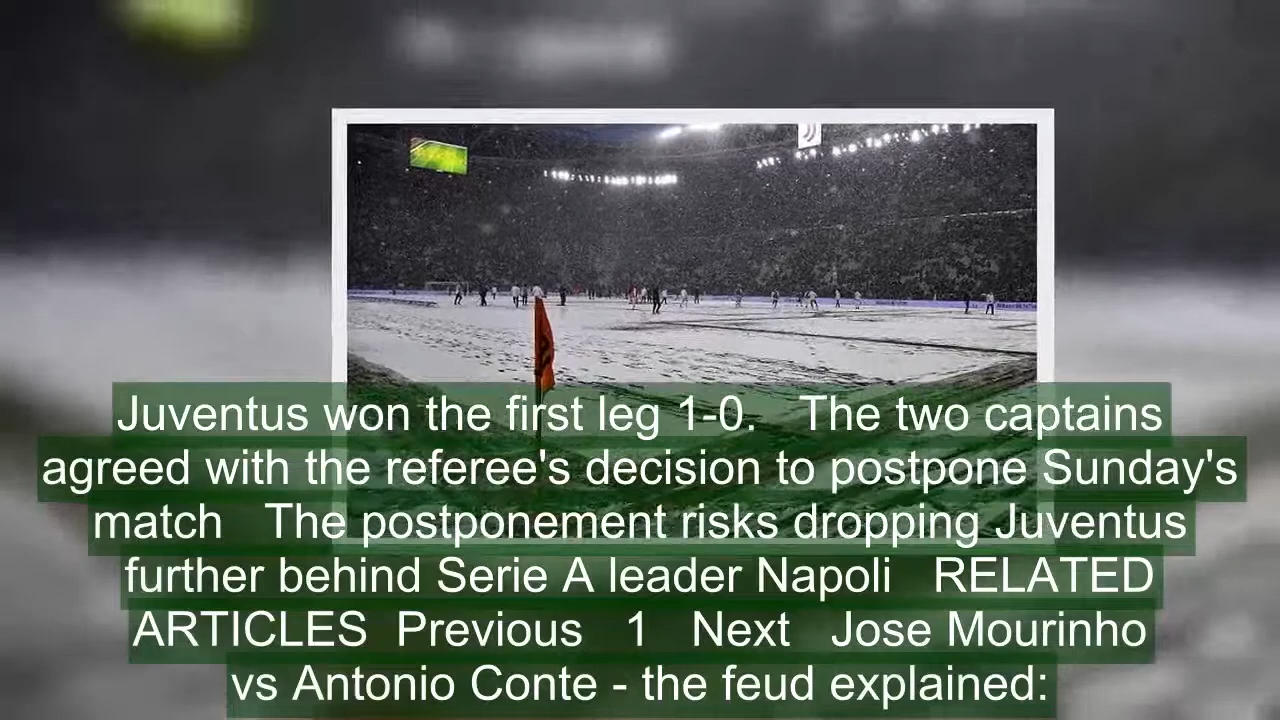 Juventus won the first leg 1-0. The two captains
agreed with the referee's decision to postpone Sunday's
match The postponement risks dropping Juventus
further behind Serie A leader Napoli RELATED
ARTICLES Previous 1 Next Jose Mourinho
vs Antonio Conte - the feud explained: